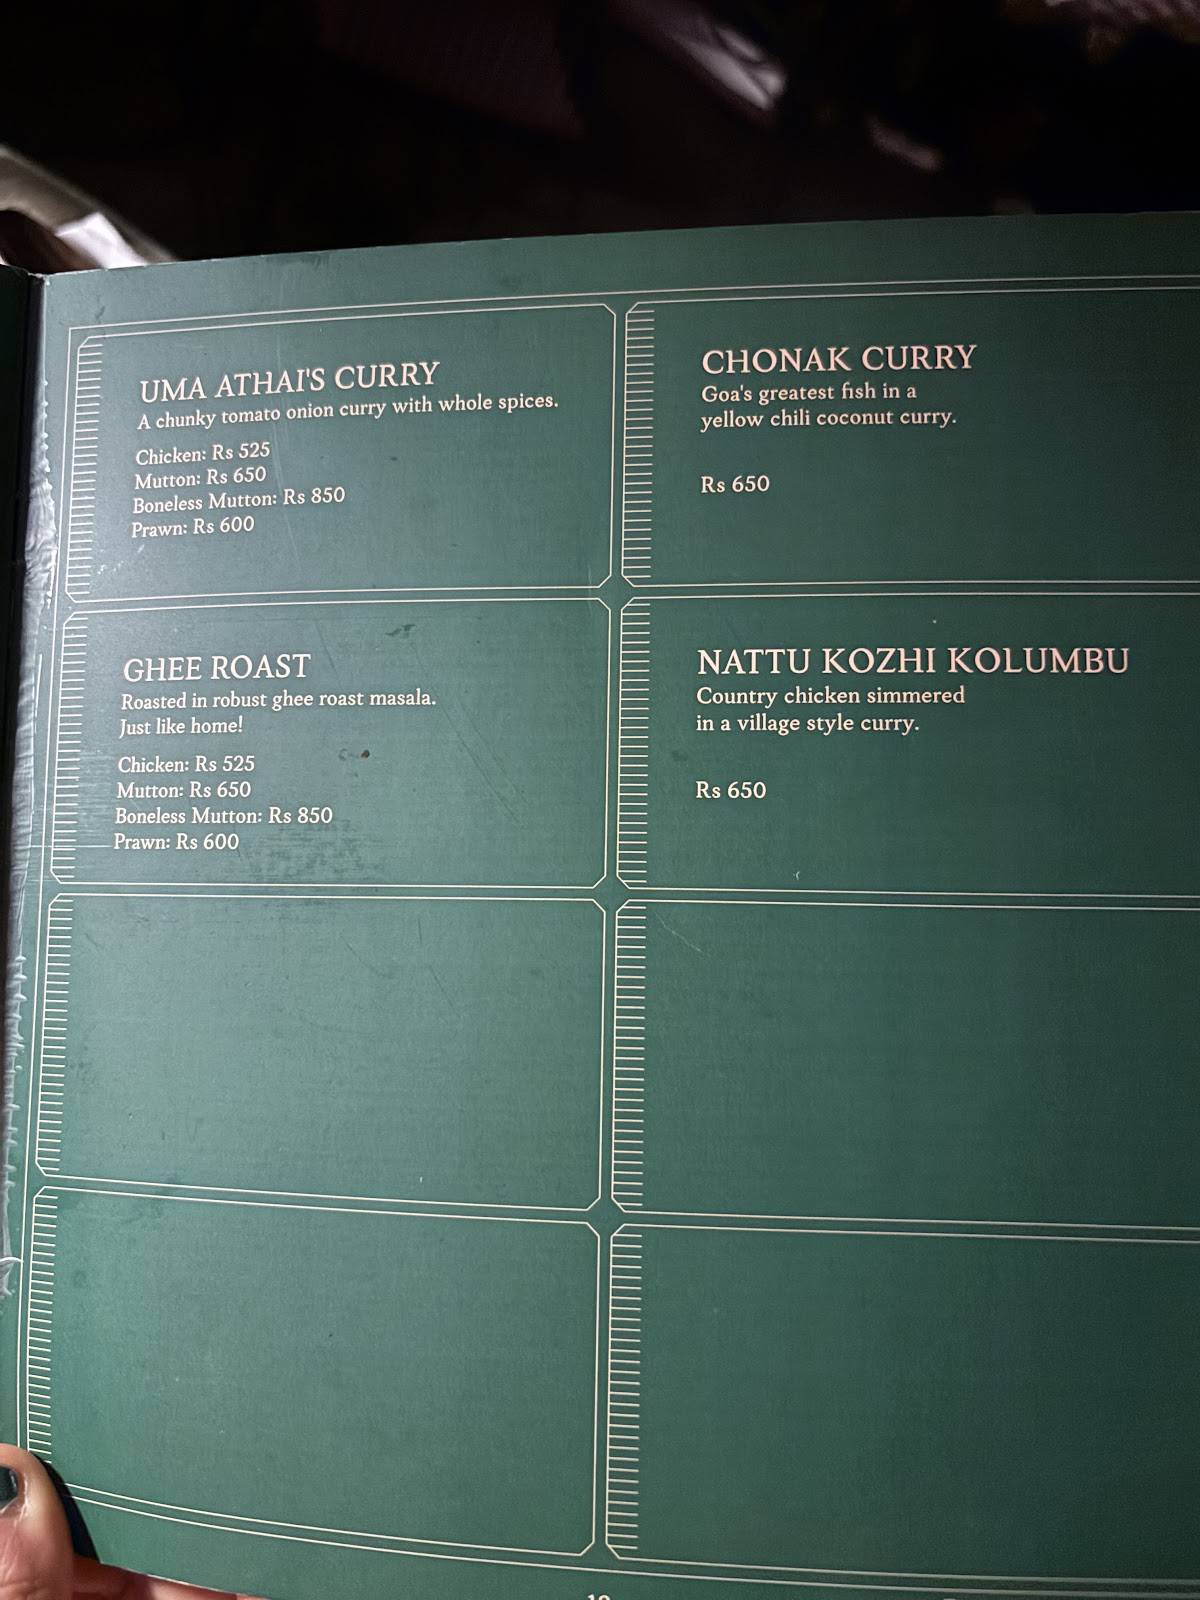 UMA ATHAI'S CURRY
A chunky tomato onion curry with whole spices.
Chicken: Rs 525
Mutton: Rs 650
Boneless Mutton: Rs 850
Prawn: Rs 600
CHONAK CURRY
Goa's greatest fish in a
yellow chili coconut curry.
Rs 650
GHEE ROAST
Roasted in robust ghee roast masala.
Just like home!
Chicken: Rs 525
Mutton: Rs 650
Boneless Mutton: Rs 850
Prawn: Rs 600
NATTU KOZHI KOLUMBU
Country chicken simmered
in a village style curry.
Rs 650